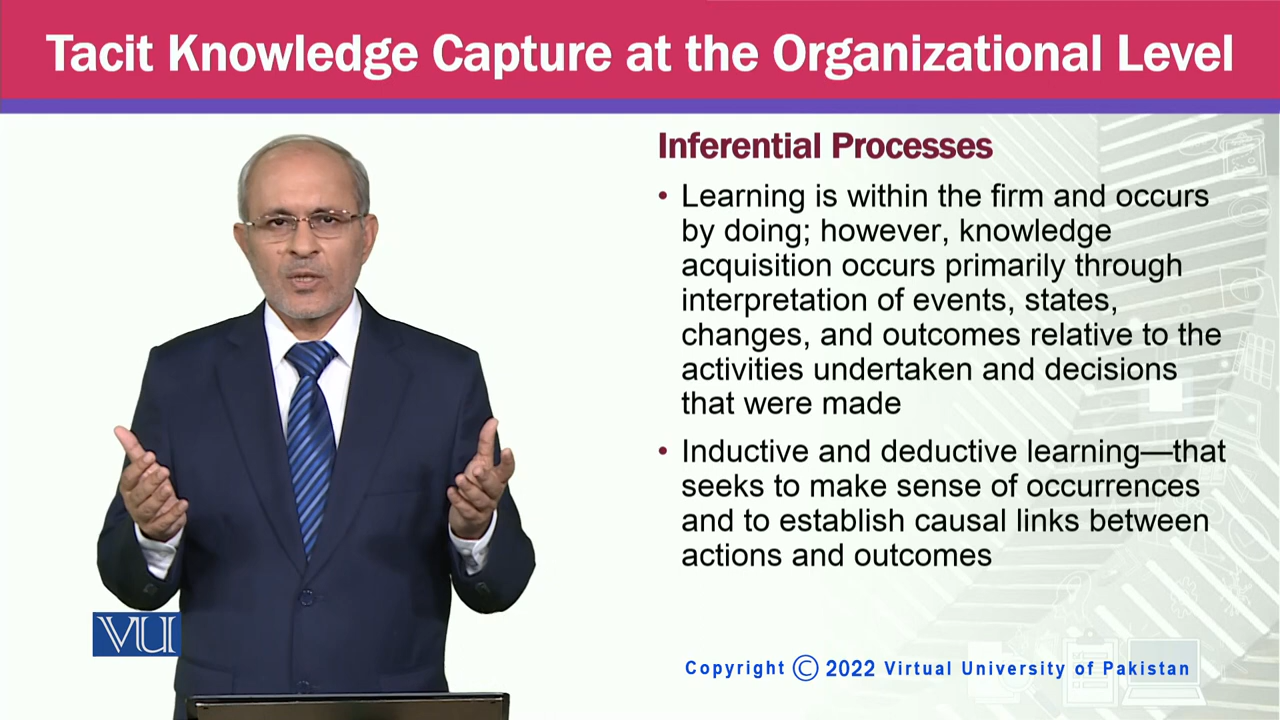 Tacit Knowledge Capture at the Organizational Level
Inferential Processes
• Learning is within the firm and occurs
by doing; however, knowledge
acquisition occurs primarily through
interpretation of events, states,
changes, and outcomes relative to the
activities undertaken and decisions
that were made
• Inductive and deductive learning—that
seeks to make sense of occurrences
and to establish causal links between
actions and outcomes
VU
Copyright © 2022 Virtual University of Pakistan